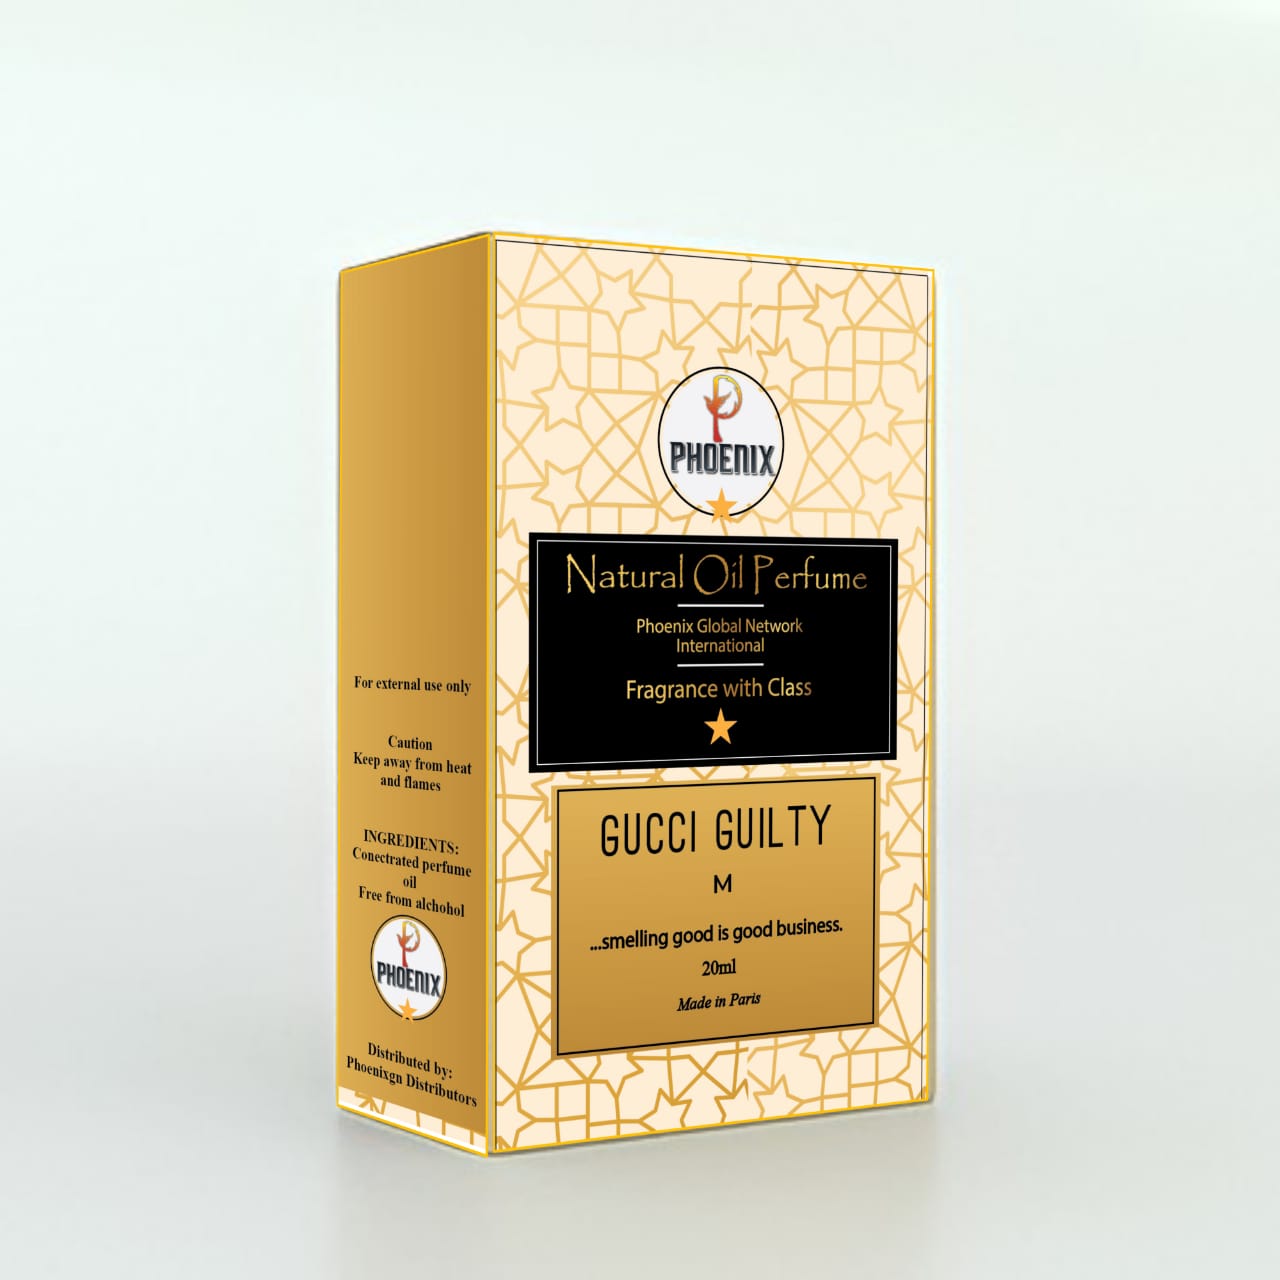 For external use only
Caution
Keep away from heat
and flames
INGREDIENTS:
Conectrated perfume
oil
Free from alchohol
PHOENIX
Distributed by:
Phoenixgn Distributors
PHOENIX
Natural Oil Perfume
Phoenix Global Network
International
Fragrance with Class
GUCCI GUILTY
M
...smelling good is good business.
20ml
Made in Paris